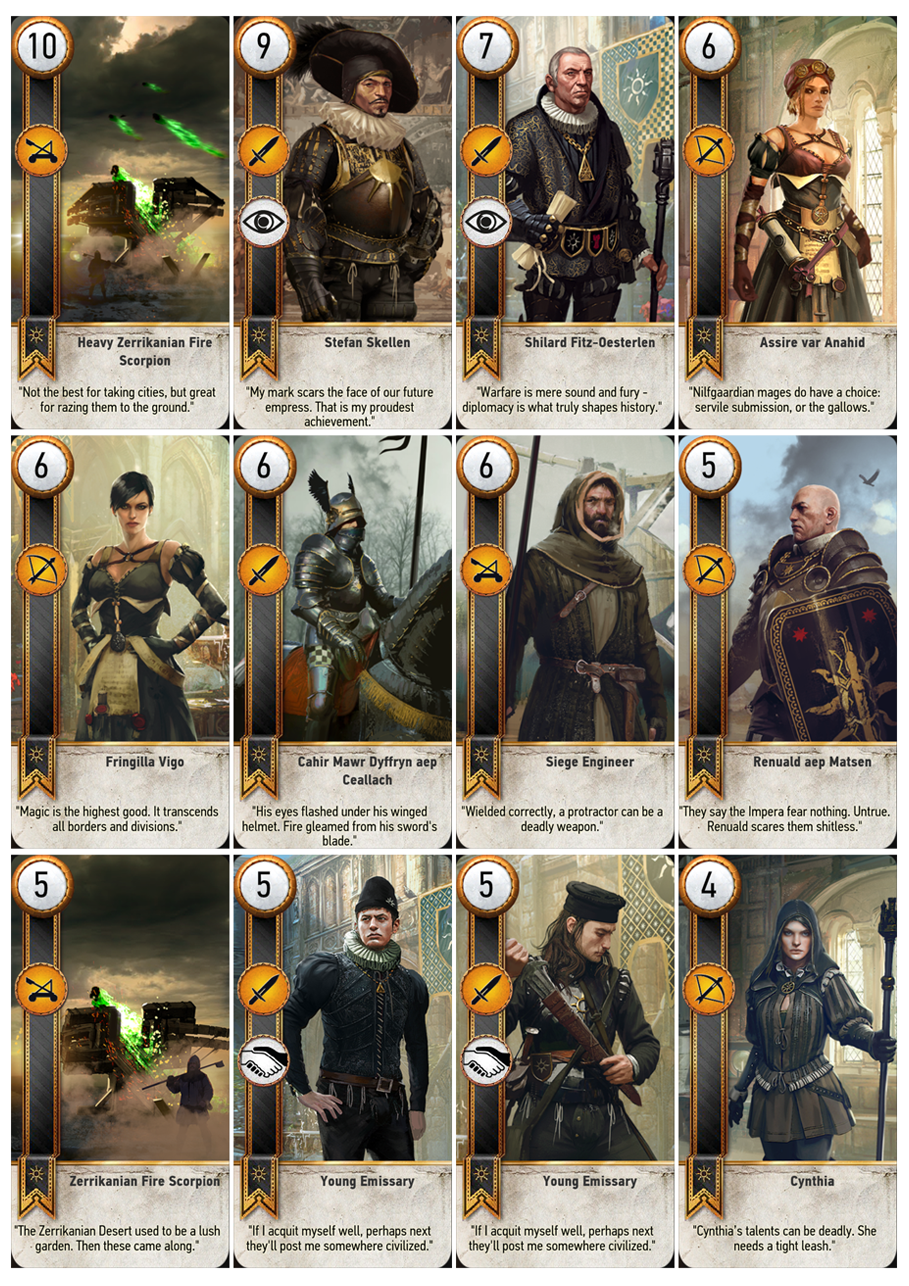 10
Heavy Zerrikanian Fire
Scorpion
"Not the best for taking cities, but great
for razing them to the ground."
9
Stefan Skellen
"My mark scars the face of our future
empress. That is my proudest
achievement."
7
Shilard Fitz-Oesterlen
"Warfare is mere sound and fury -
diplomacy is what truly shapes history."
6
Assire var Anahid
"Nilfgaardian mages do have a choice:
servile submission, or the gallows."
6
Fringilla Vigo
"Magic is the highest good. It transcends
all borders and divisions."
6
Cahir Mawr Dyffryn aep
Ceallach
"His eyes flashed under his winged
helmet. Fire gleamed from his sword's
blade."
6
Siege Engineer
"Wielded correctly, a protractor can be a
deadly weapon."
5
Renuald aep Matsen
"They say the Impera fear nothing. Untrue.
Renuald scares them shitless."
5
Zerrikanian Fire Scorpion
"The Zerrikanian Desert used to be a lush
garden. Then these came along."
5
Young Emissary
"If I acquit myself well, perhaps next
they'll post me somewhere civilized."
5
Young Emissary
"If I acquit myself well, perhaps next
they'll post me somewhere civilized."
4
Cynthia
"Cynthia's talents can be deadly. She
needs a tight leash."